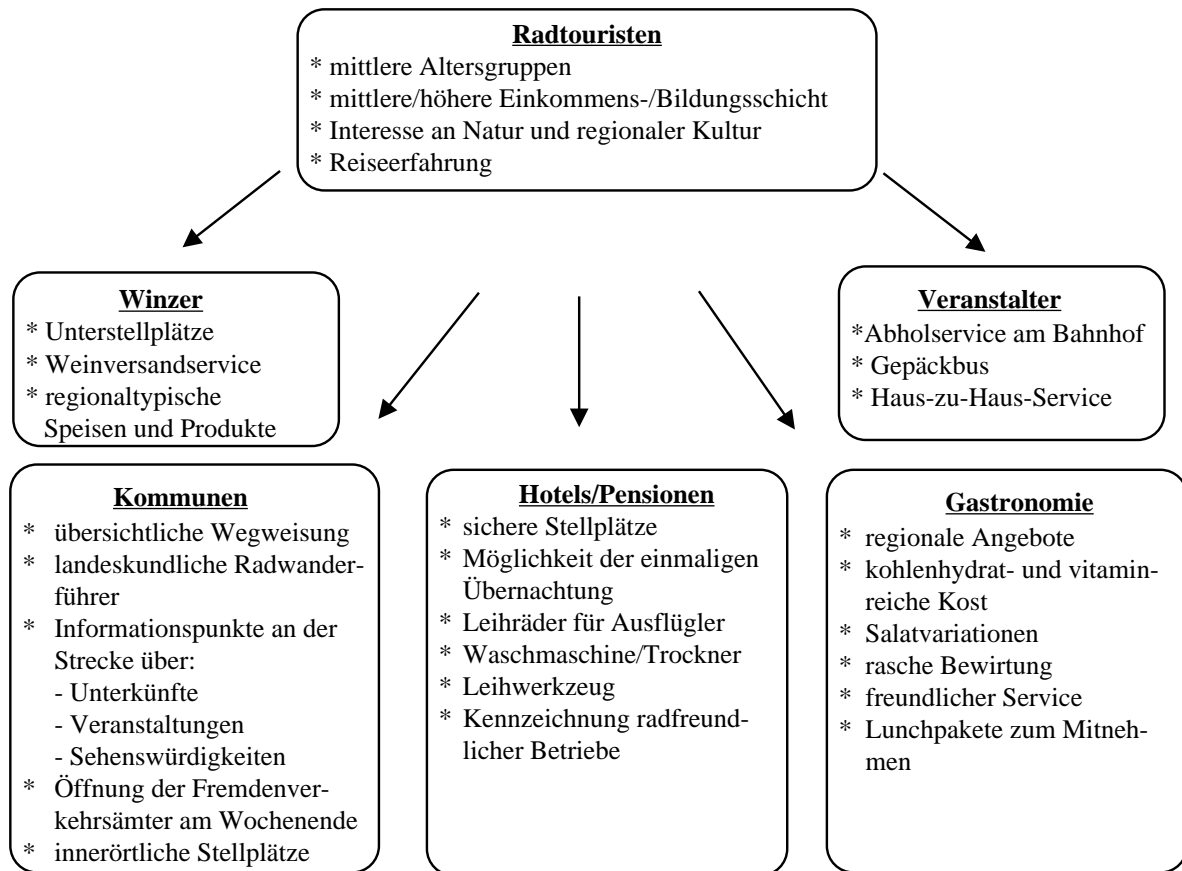 Radtouristen
* mittlere Altersgruppen
* mittlere/höhere Einkommens-/Bildungsschicht
* Interesse an Natur und regionaler Kultur
* Reiseerfahrung
Winzer
* Unterstellplätze
* Weinversandservice
* regionaltypische
Speisen und Produkte
Veranstalter
*Abholservice am Bahnhof
* Gepäckbus
* Haus-zu-Haus-Service
Kommunen
* übersichtliche Wegweisung
* landeskundliche Radwander-
führer
* Informationspunkte an der
Strecke über:
- Unterkünfte
- Veranstaltungen
- Sehenswürdigkeiten
* Öffnung der Fremdenver-
kehrsämter am Wochenende
* innerörtliche Stellplätze
Hotels/Pensionen
* sichere Stellplätze
* Möglichkeit der einmaligen
Übernachtung
* Leihräder für Ausflügler
* Waschmaschine/Trockner
* Leihwerkzeug
* Kennzeichnung radfreund-
licher Betriebe
Gastronomie
* regionale Angebote
* kohlenhydrat- und vitamin-
reiche Kost
* Salatvariationen
* rasche Bewirtung
* freundlicher Service
* Lunchpakete zum Mitneh-
men